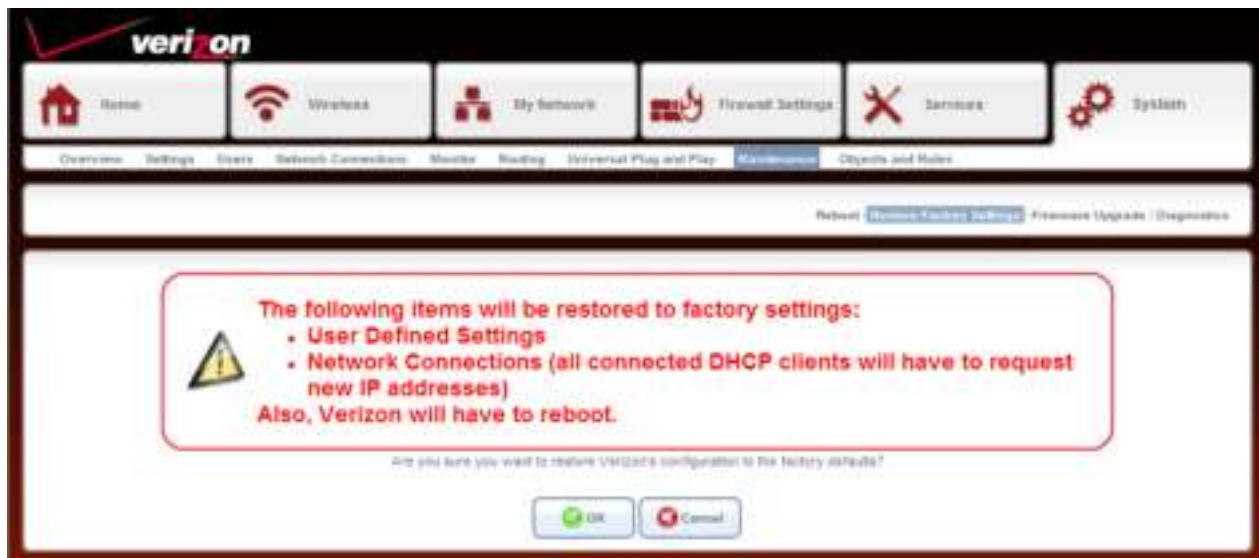 verizon
Home
Wireless
My Network
Firewall Settings
Services
System
Overview Settings Users Network Connections Monitor Routing Universal Plug and Play Maintenance Objects and Rules
Reboot Restore Factory Settings Firmware Upgrade / Diagnostics
The following items will be restored to factory settings:
• User Defined Settings
• Network Connections (all connected DHCP clients will have to request
new IP addresses)
Also, Verizon will have to reboot.
Are you sure you want to restore Verizon's configuration to the factory defaults?
OK
Cancel